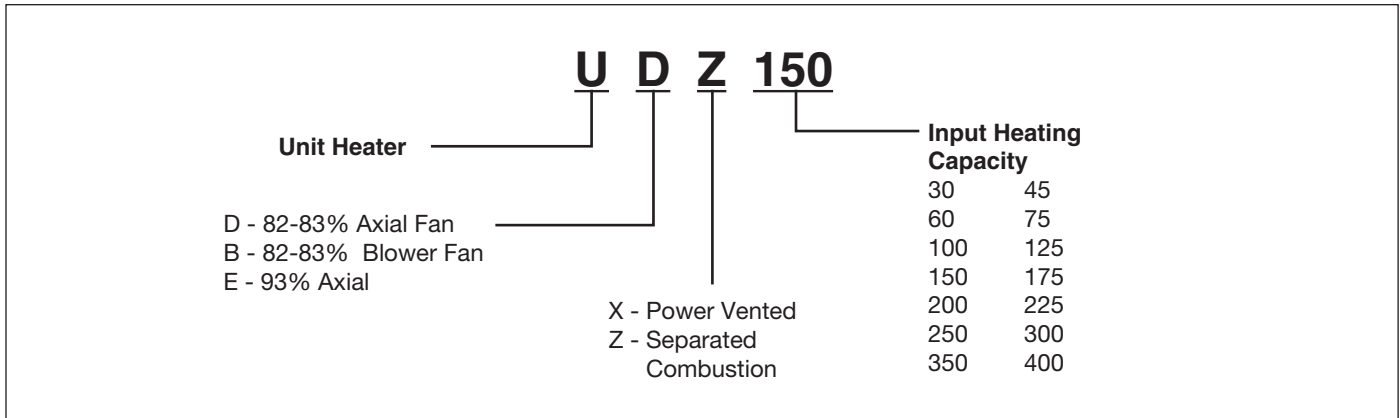 U D Z 150
Unit Heater
D - 82-83% Axial Fan
B - 82-83% Blower Fan
E - 93% Axial
X - Power Vented
Z - Separated
Combustion
Input Heating
Capacity
30 45
60 75
100 125
150 175
200 225
250 300
350 400